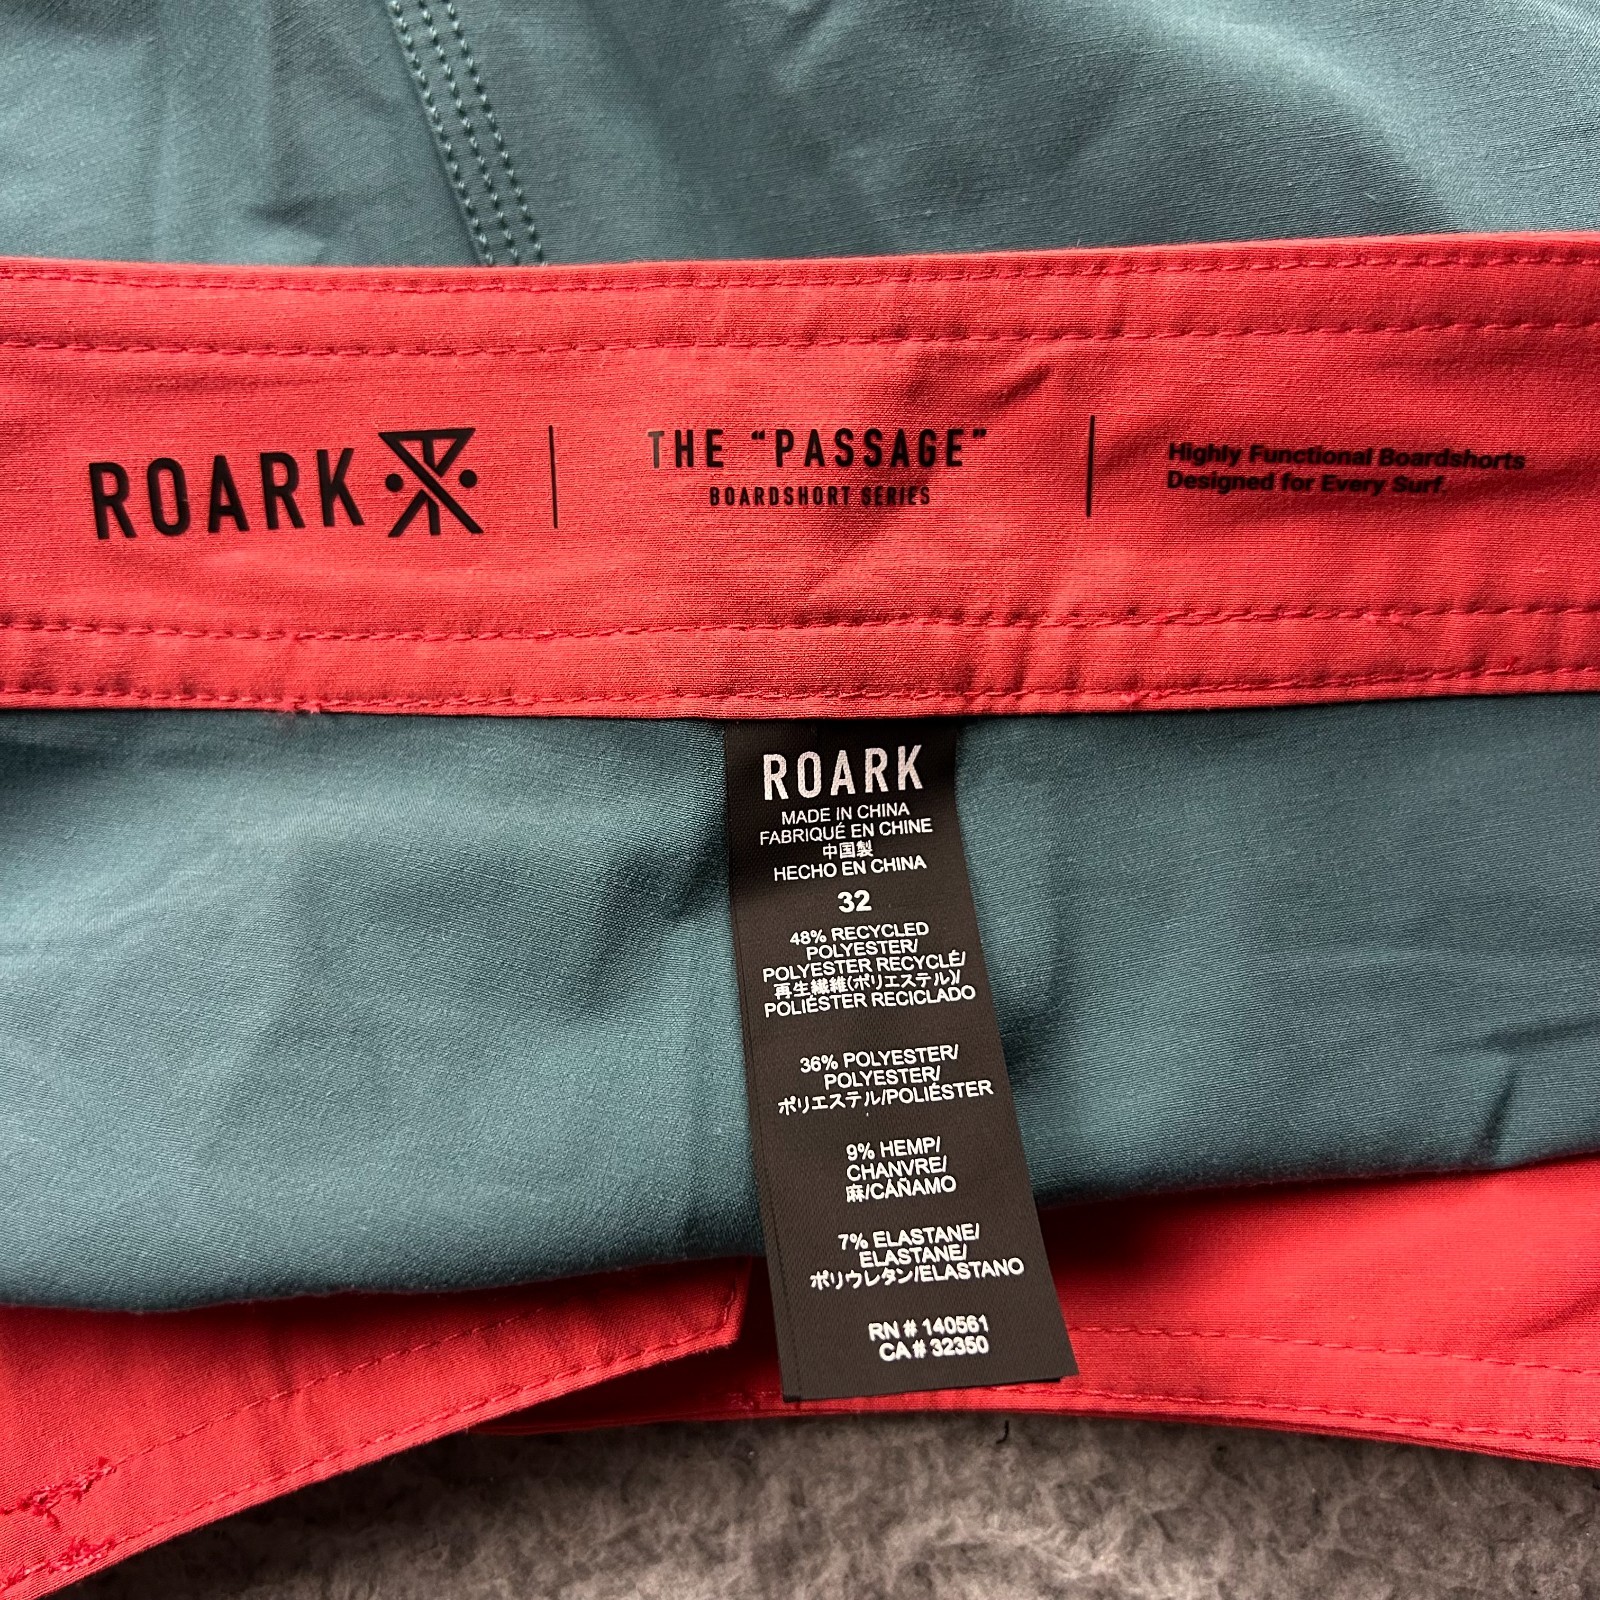 ROARK
THE “PASSAGE”
BOARDSHORT SERIES
Highly Functional Boardshorts
Designed for Every Surf.
ROARK
MADE IN CHINA
FABRIQUÉ EN CHINE
中国製
HECHO EN CHINA
32
48% RECYCLED
POLYESTER/
POLYESTER RECYCLÉ/
再生繊維(ポリエステル)/
POLIÉSTER RECICLADO
36% POLYESTER/
POLYESTER/
ポリエステル/POLIÉSTER
9% HEMP/
CHANVRE/
麻/CÁÑAMO
7% ELASTANE/
ELASTANE/
ポリウレタン/ELASTANO
RN # 140561
CA # 32350